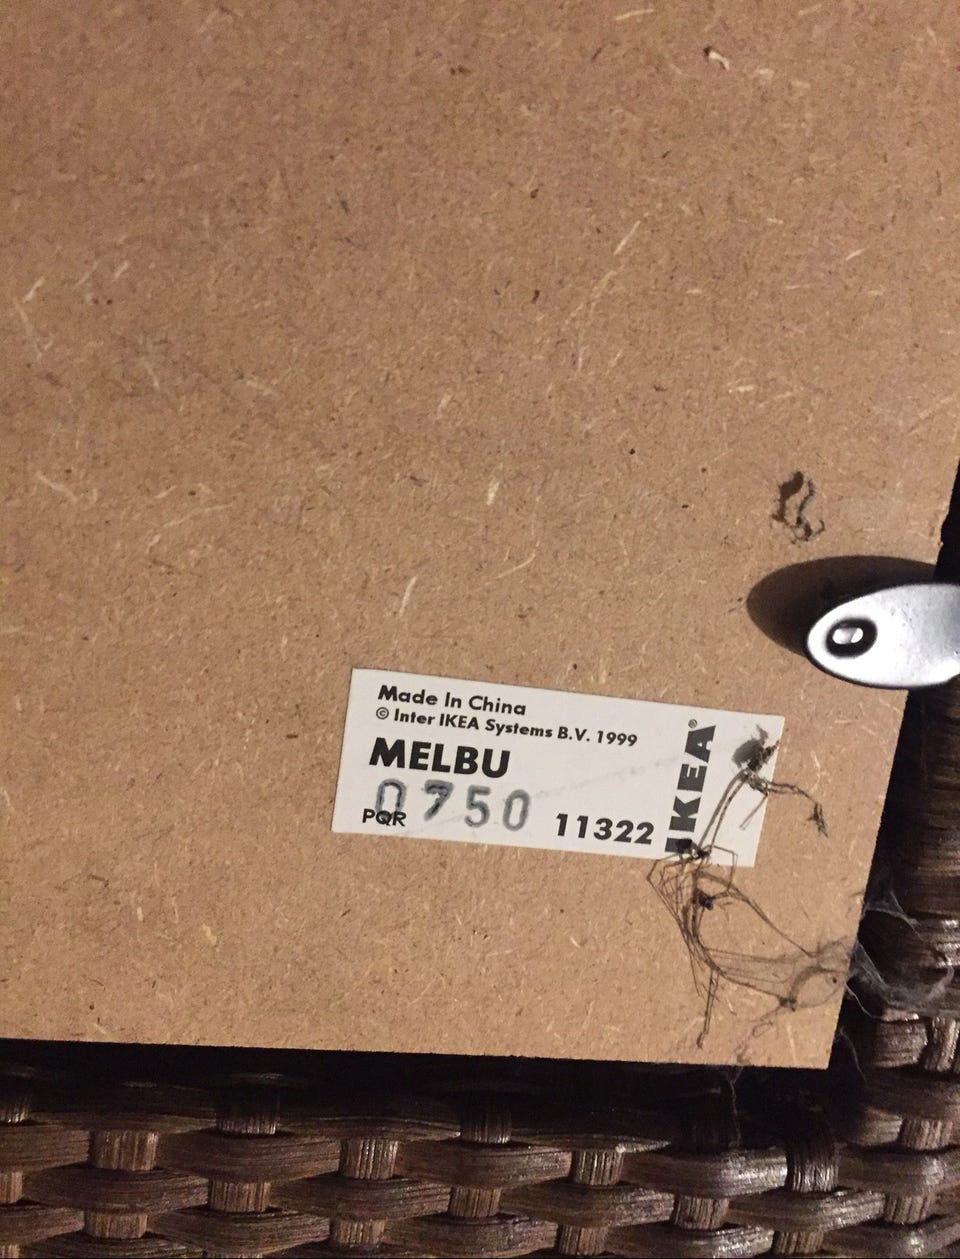 Made In China
© Inter IKEA Systems B.V. 1999
MELBU
0750
PQR
11322
IKEA®